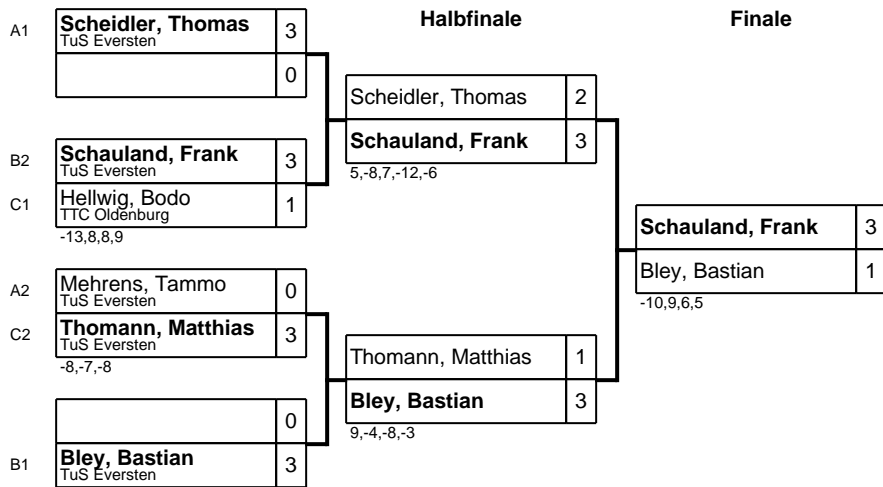 Halbfinale
Finale
A1
Scheidler, Thomas 3
TuS Eversten
0
B2
Schauland, Frank 3
TuS Eversten
C1
Hellwig, Bodo 1
TTC Oldenburg
-13,8,8,9
A2
Mehrens, Tammo 0
TuS Eversten
C2
Thomann, Matthias 3
TuS Eversten
-8,-7,-8
0
B1
Bley, Bastian 3
TuS Eversten
Scheidler, Thomas 2
Schauland, Frank 3
5,-8,7,-12,-6
Thomann, Matthias 1
Bley, Bastian 3
9,-4,-8,-3
Schauland, Frank 3
Bley, Bastian 1
-10,9,6,5